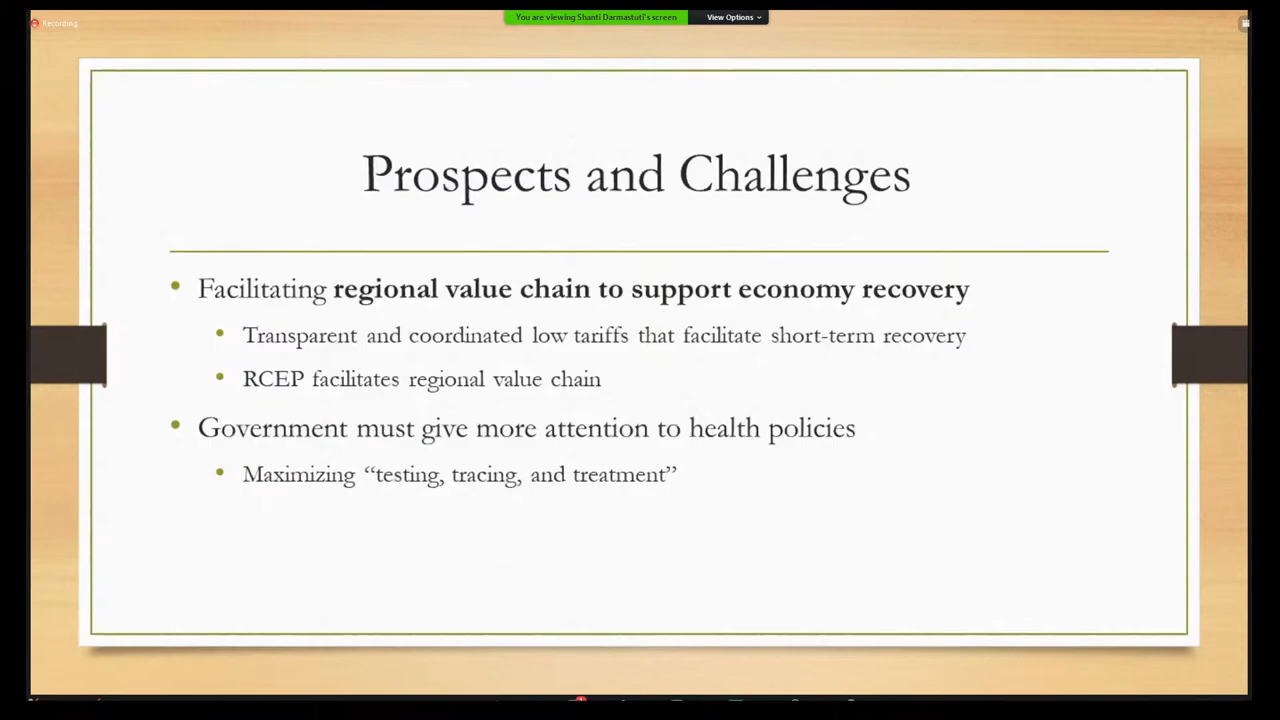 Recording
You are viewing Shanti Darmastuti's screen
View Options
Prospects and Challenges
• Facilitating regional value chain to support economy recovery
• Transparent and coordinated low tariffs that facilitate short-term recovery
• RCEP facilitates regional value chain
• Government must give more attention to health policies
• Maximizing “testing, tracing, and treatment”